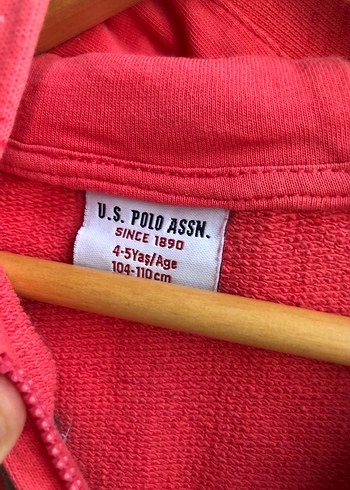 U.S. POLO ASSN.
SINCE 1890
4-5Yaş/Age
104-110cm